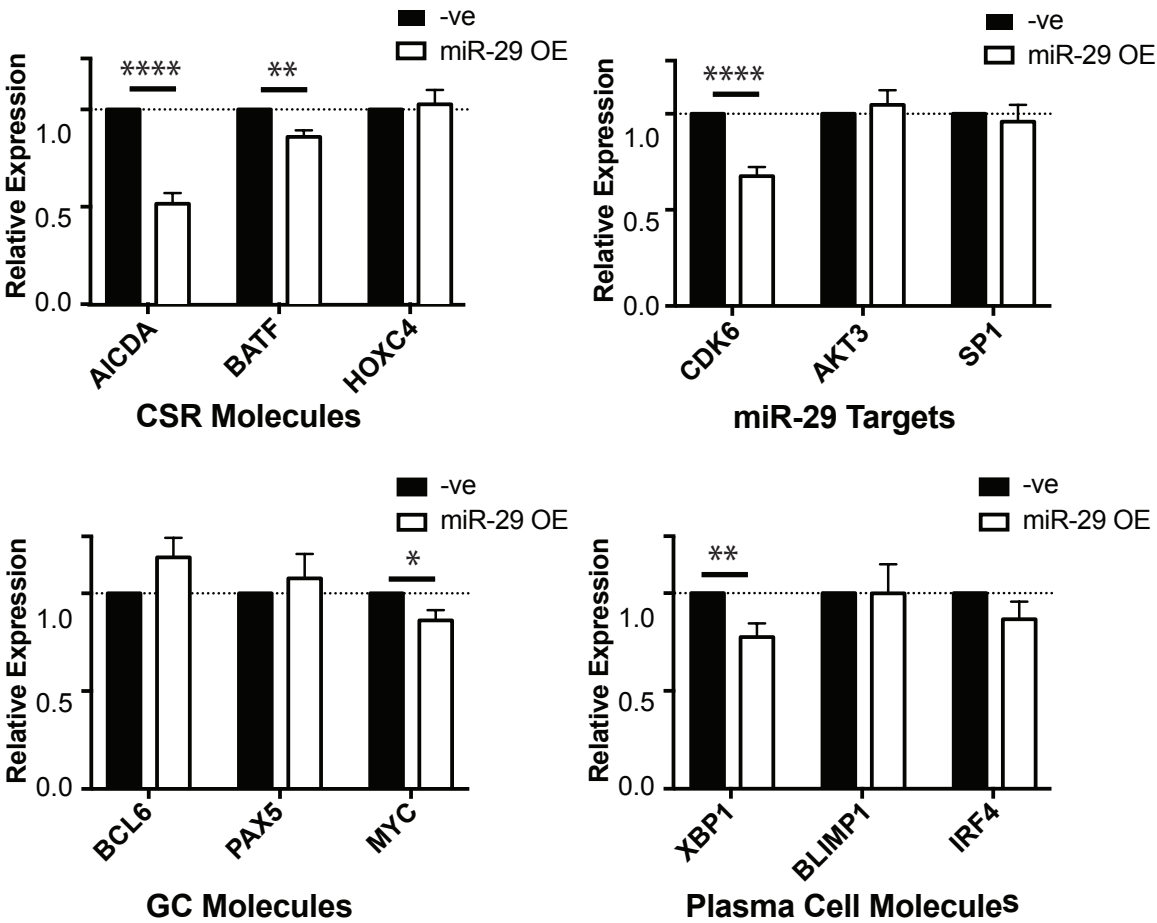 -ve
miR-29 OE
****
**
Relative Expression
1.0
0.5
0.0
AICDA
BATF
HOXC4
CSR Molecules
-ve
miR-29 OE
****
Relative Expression
1.0
0.5
0.0
CDK6
AKT3
SP1
miR-29 Targets
-ve
miR-29 OE
*
Relative Expression
1.0
0.5
0.0
BCL6
PAX5
MYC
GC Molecules
-ve
miR-29 OE
**
Relative Expression
1.0
0.5
0.0
XBP1
BLIMP1
IRF4
Plasma Cell Molecules